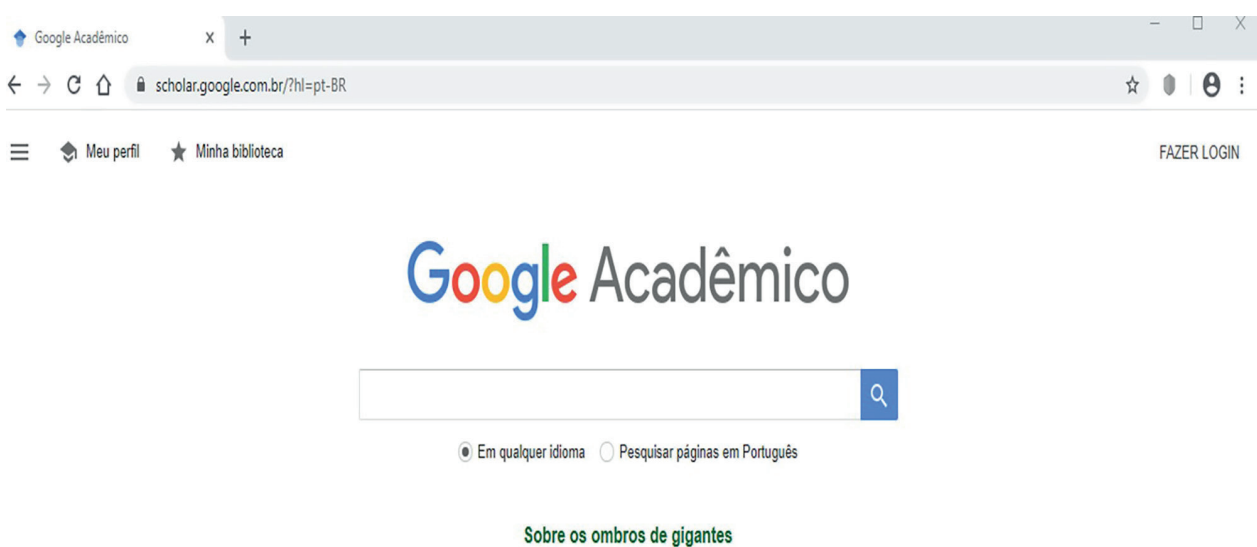 Google Acadêmico
scholar.google.com.br/?hl=pt-BR
Meu perfil Minha biblioteca FAZER LOGIN
Google Acadêmico
Em qualquer idioma Pesquisar páginas em Português
Sobre os ombros de gigantes